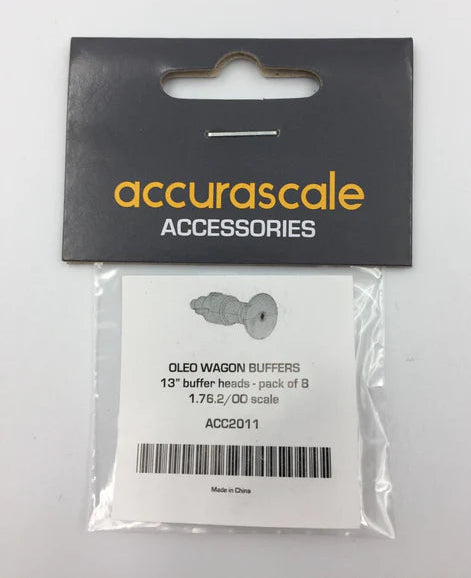 accurascale
ACCESSORIES
OLEO WAGON BUFFERS
13" buffer heads - pack of 8
1.76.2/00 scale
ACC2011
Made in China